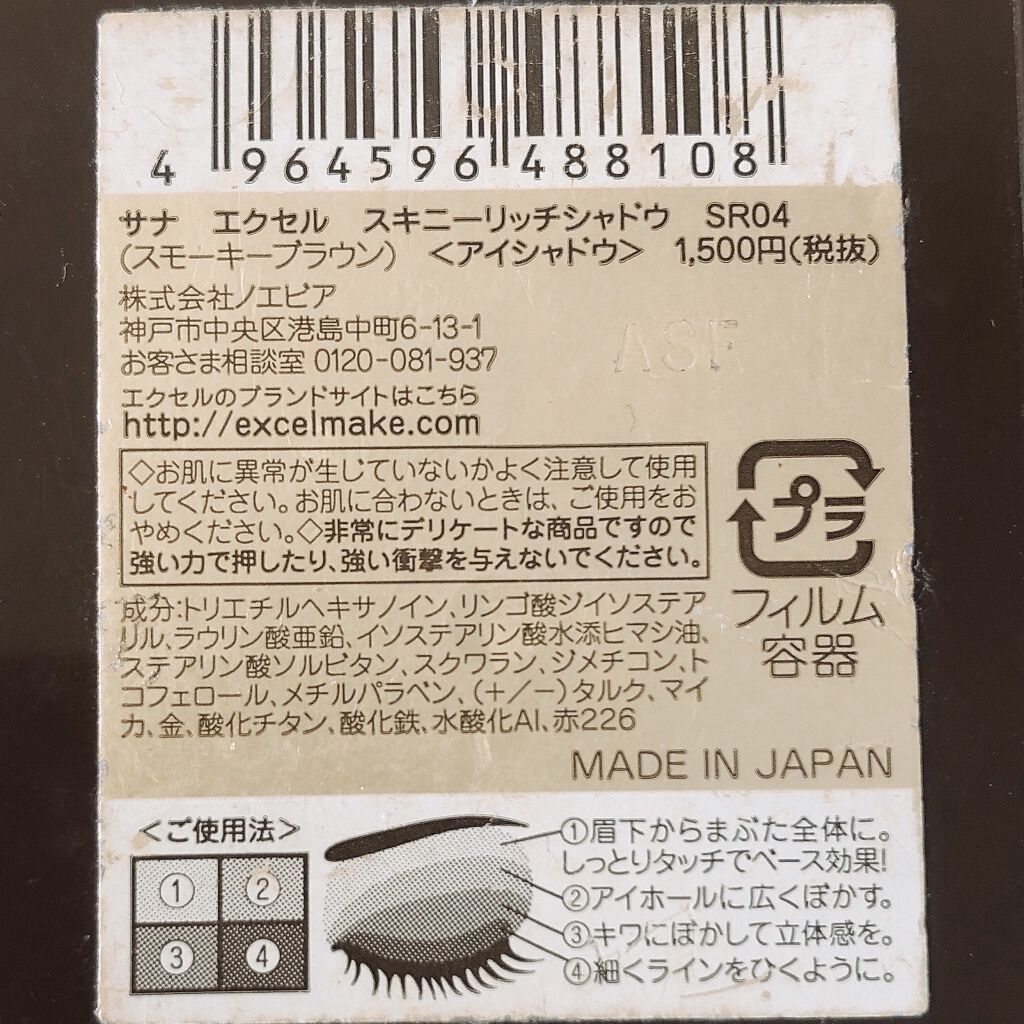 4 964596 488108
サナ エクセル スキニーリッチシャドウ SR04
(スモーキーブラウン) <アイシャドウ> 1,500円(税抜)
株式会社ノエビア
神戸市中央区港島中町6-13-1
お客さま相談室 0120-081-937
エクセルのブランドサイトはこちら
http://excelmake.com
ASF
◇お肌に異常が生じていないかよく注意して使用
してください。お肌に合わないときは、ご使用をお
やめください。◇非常にデリケートな商品ですので
強い力で押したり、強い衝撃を与えないでください。
プラ
フィルム
容器
成分:トリエチルヘキサノイン、リンゴ酸ジイソステア
リル、ラウリン酸亜鉛、イソステアリン酸水添ヒマシ油、
ステアリン酸ソルビタン、スクワラン、ジメチコン、ト
コフェロール、メチルパラベン、(+/−)タルク、マイ
カ、金、酸化チタン、酸化鉄、水酸化Al、赤226
MADE IN JAPAN
<ご使用法>
1 2
3 4
①眉下からまぶた全体に。
しっとりタッチでベース効果!
②アイホールに広くぼかす。
③キワにぼかして立体感を。
④細くラインをひくように。